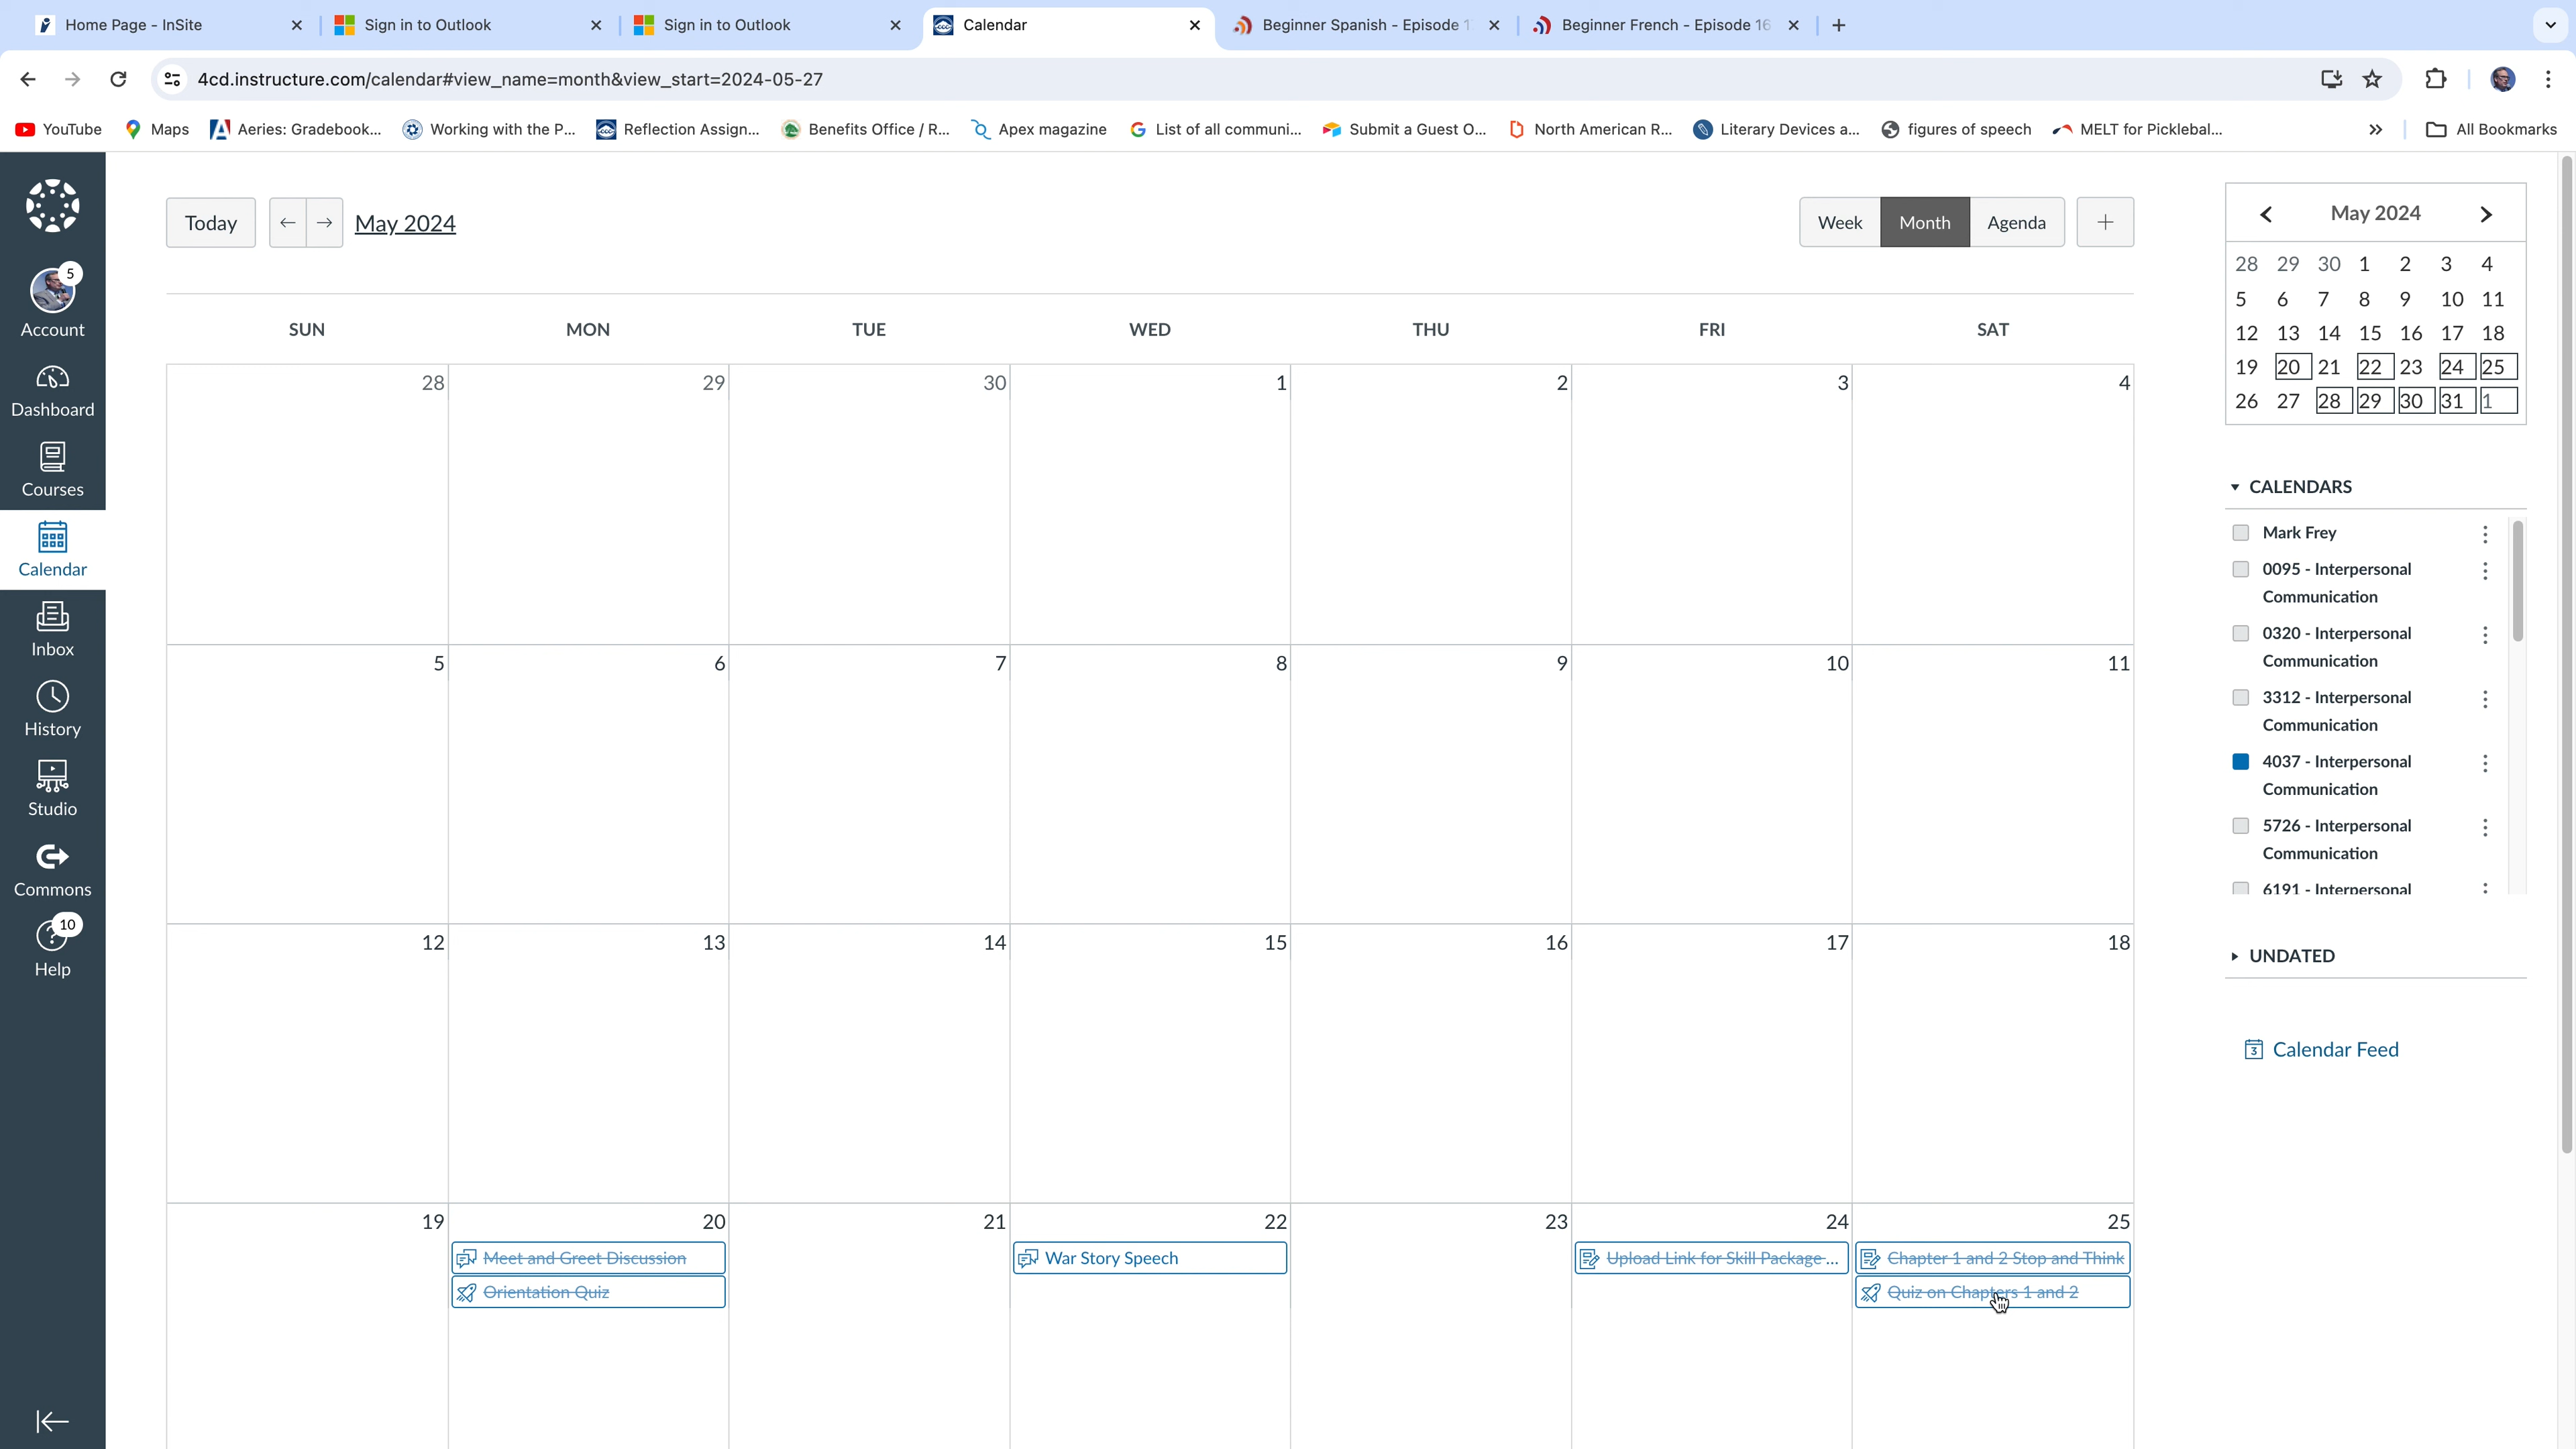 Home Page - InSite
Sign in to Outlook
Sign in to Outlook
Calendar
Beginner Spanish - Episode 1
Beginner French - Episode 16
4cd.instructure.com/calendar#view_name=month&view_start=2024-05-27
YouTube
Maps
Aeries: Gradebook...
Working with the P...
Reflection Assign...
Benefits Office / R...
Apex magazine
List of all communi...
Submit a Guest O...
North American R...
Literary Devices a...
figures of speech
MELT for Picklebal...
All Bookmarks
5
Account
Dashboard
Courses
Calendar
Inbox
History
Studio
Commons
10
Help
Today
May 2024
Week
Month
Agenda
SUN MON TUE WED THU FRI SAT
28 29 30 1 2 3 4
5 6 7 8 9 10 11
12 13 14 15 16 17 18
19 20 21 22 23 24 25
Meet and Greet Discussion
War Story Speech
Upload Link for Skill Package ...
Chapter 1 and 2 Stop and Think
Orientation Quiz
Quiz on Chapters 1 and 2
May 2024
28 29 30 1 2 3 4
5 6 7 8 9 10 11
12 13 14 15 16 17 18
19 20 21 22 23 24 25
26 27 28 29 30 31 1
CALENDARS
Mark Frey
0095 - Interpersonal
Communication
0320 - Interpersonal
Communication
3312 - Interpersonal
Communication
4037 - Interpersonal
Communication
5726 - Interpersonal
Communication
6191 - Interpersonal
UNDATED
3
Calendar Feed